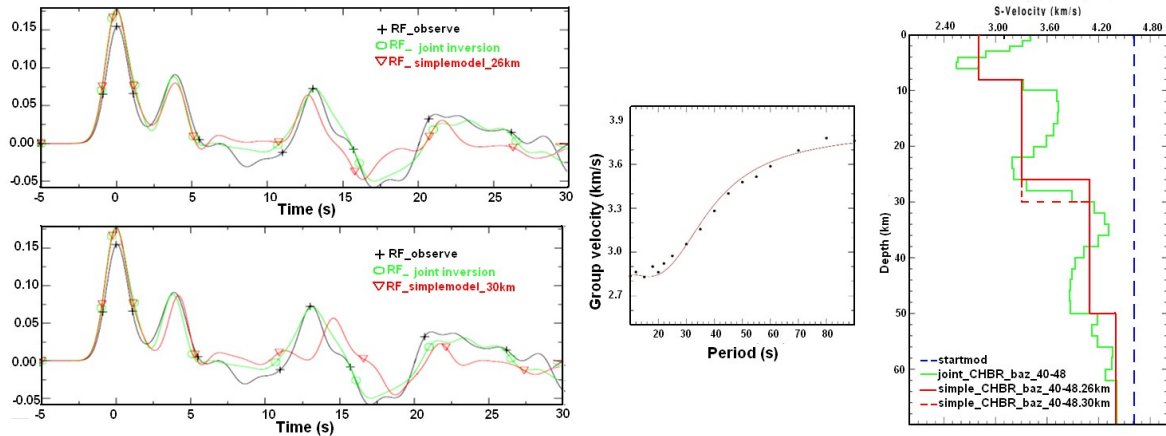 0.15
0.10
0.05
0.00
-0.05
RF_observe
RF_ joint inversion
RF_ simplemodel_26km
-5 0 5 10 15 20 25 30
Time (s)
0.15
0.10
0.05
0.00
-0.05
RF_observe
RF_ joint inversion
RF_simplemodel_30km
-5 0 5 10 15 20 25 30
Time (s)
Group velocity (km/s)
3.9
3.6
3.3
3.0
2.7
20 30 40 50 60 70 80
Period (s)
S-Velocity (km/s)
2.40 3.00 3.60 4.20 4.80
Depth (km)
0
10
20
30
40
50
60
startmod
joint_CHBR_baz_40-48
simple_CHBR_baz_40-48.26km
simple_CHBR_baz_40-48.30km